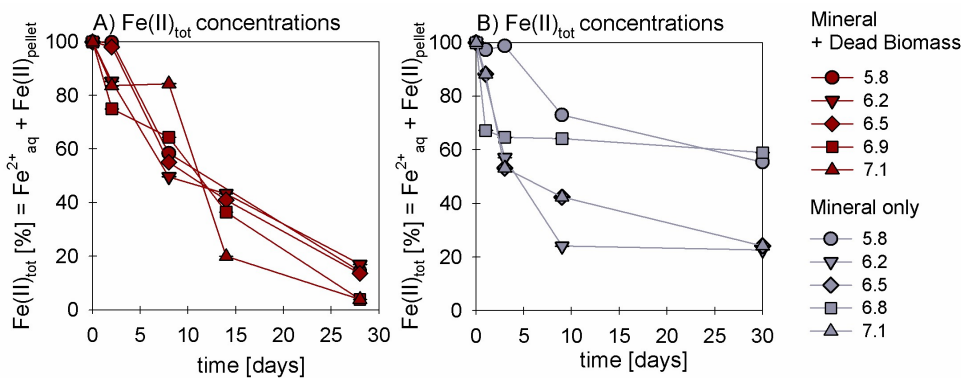 A) Fe(II)tot concentrations
Fe(II)tot [%] = Fe2+aq + Fe(II)pellet
100
80
60
40
20
0
0 5 10 15 20 25 30
time [days]
B) Fe(II)tot concentrations
Fe(II)tot [%] = Fe2+aq + Fe(II)pellet
100
80
60
40
20
0
0 5 10 15 20 25 30
time [days]
Mineral
+ Dead Biomass
5.8
6.2
6.5
6.9
7.1
Mineral only
5.8
6.2
6.5
6.8
7.1